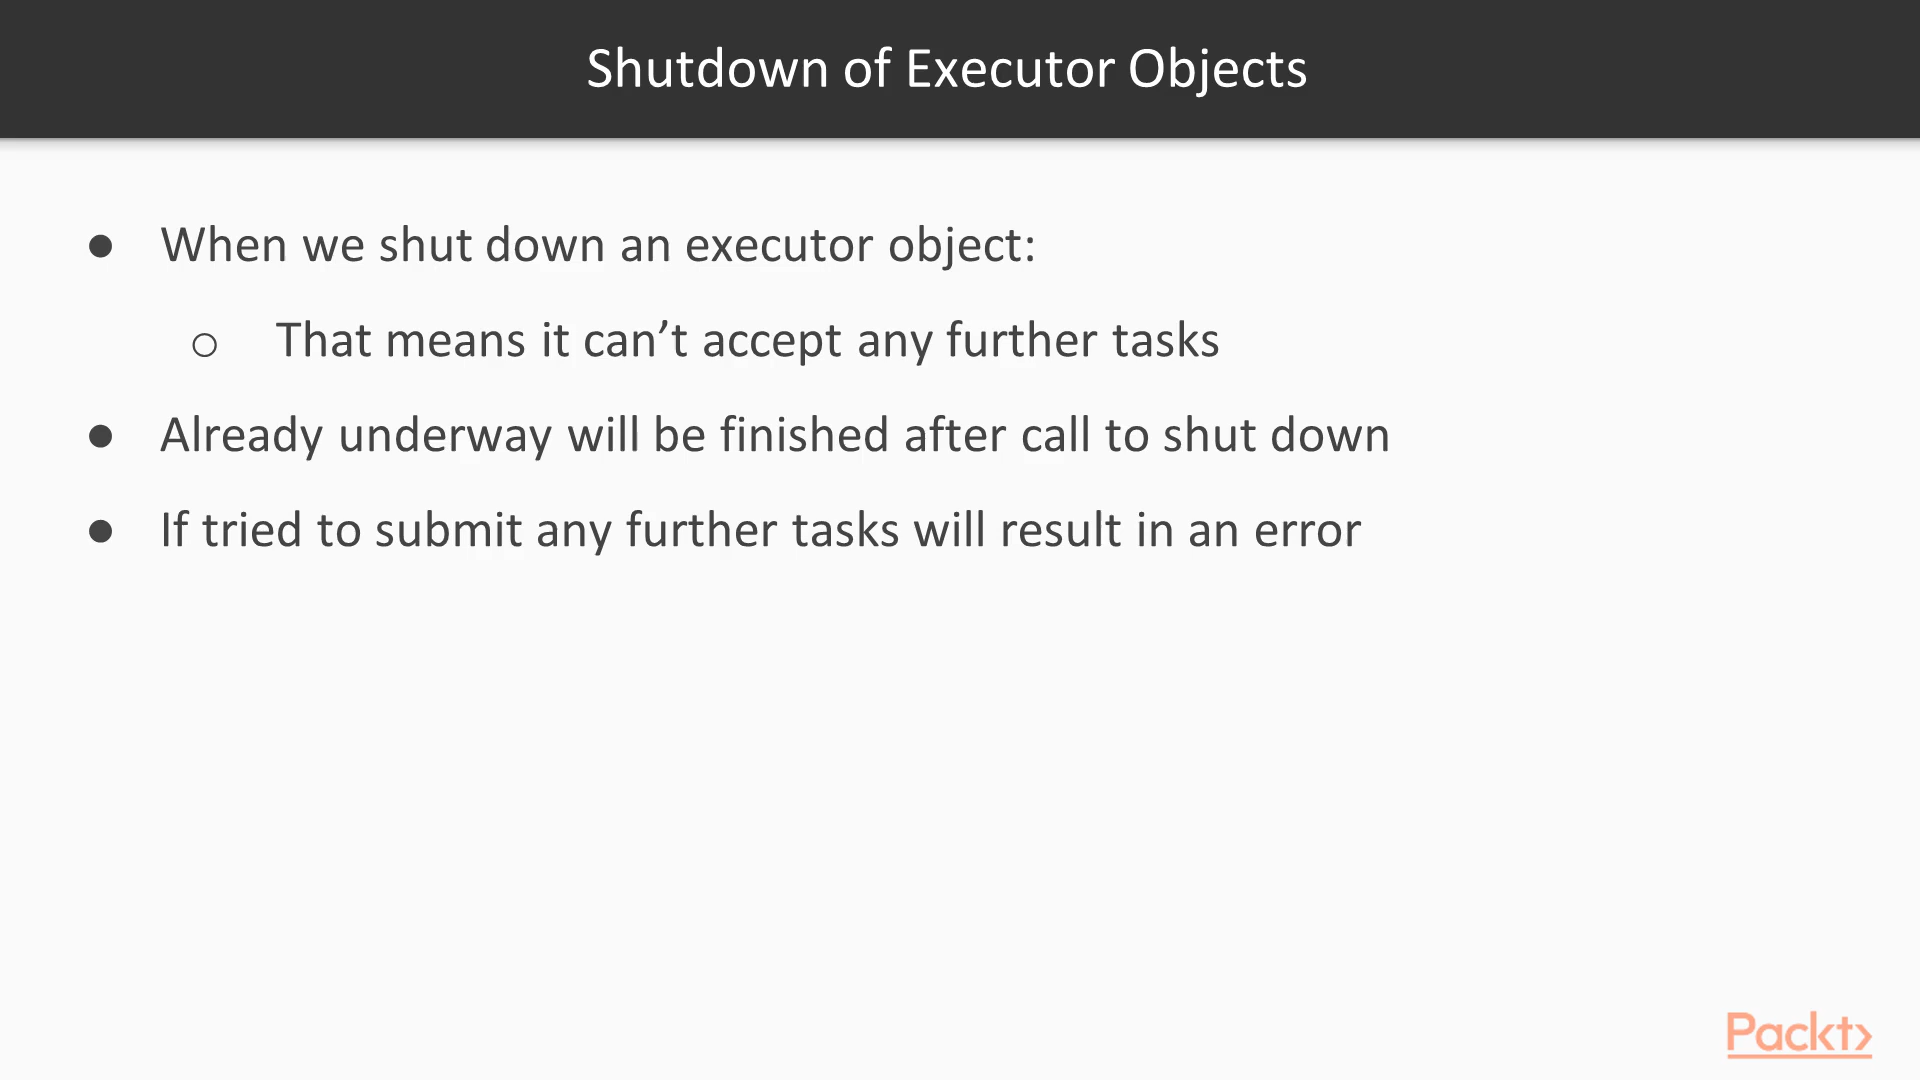 Shutdown of Executor Objects
● When we shut down an executor object:
○ That means it can’t accept any further tasks
● Already underway will be finished after call to shut down
● If tried to submit any further tasks will result in an error
Packt>